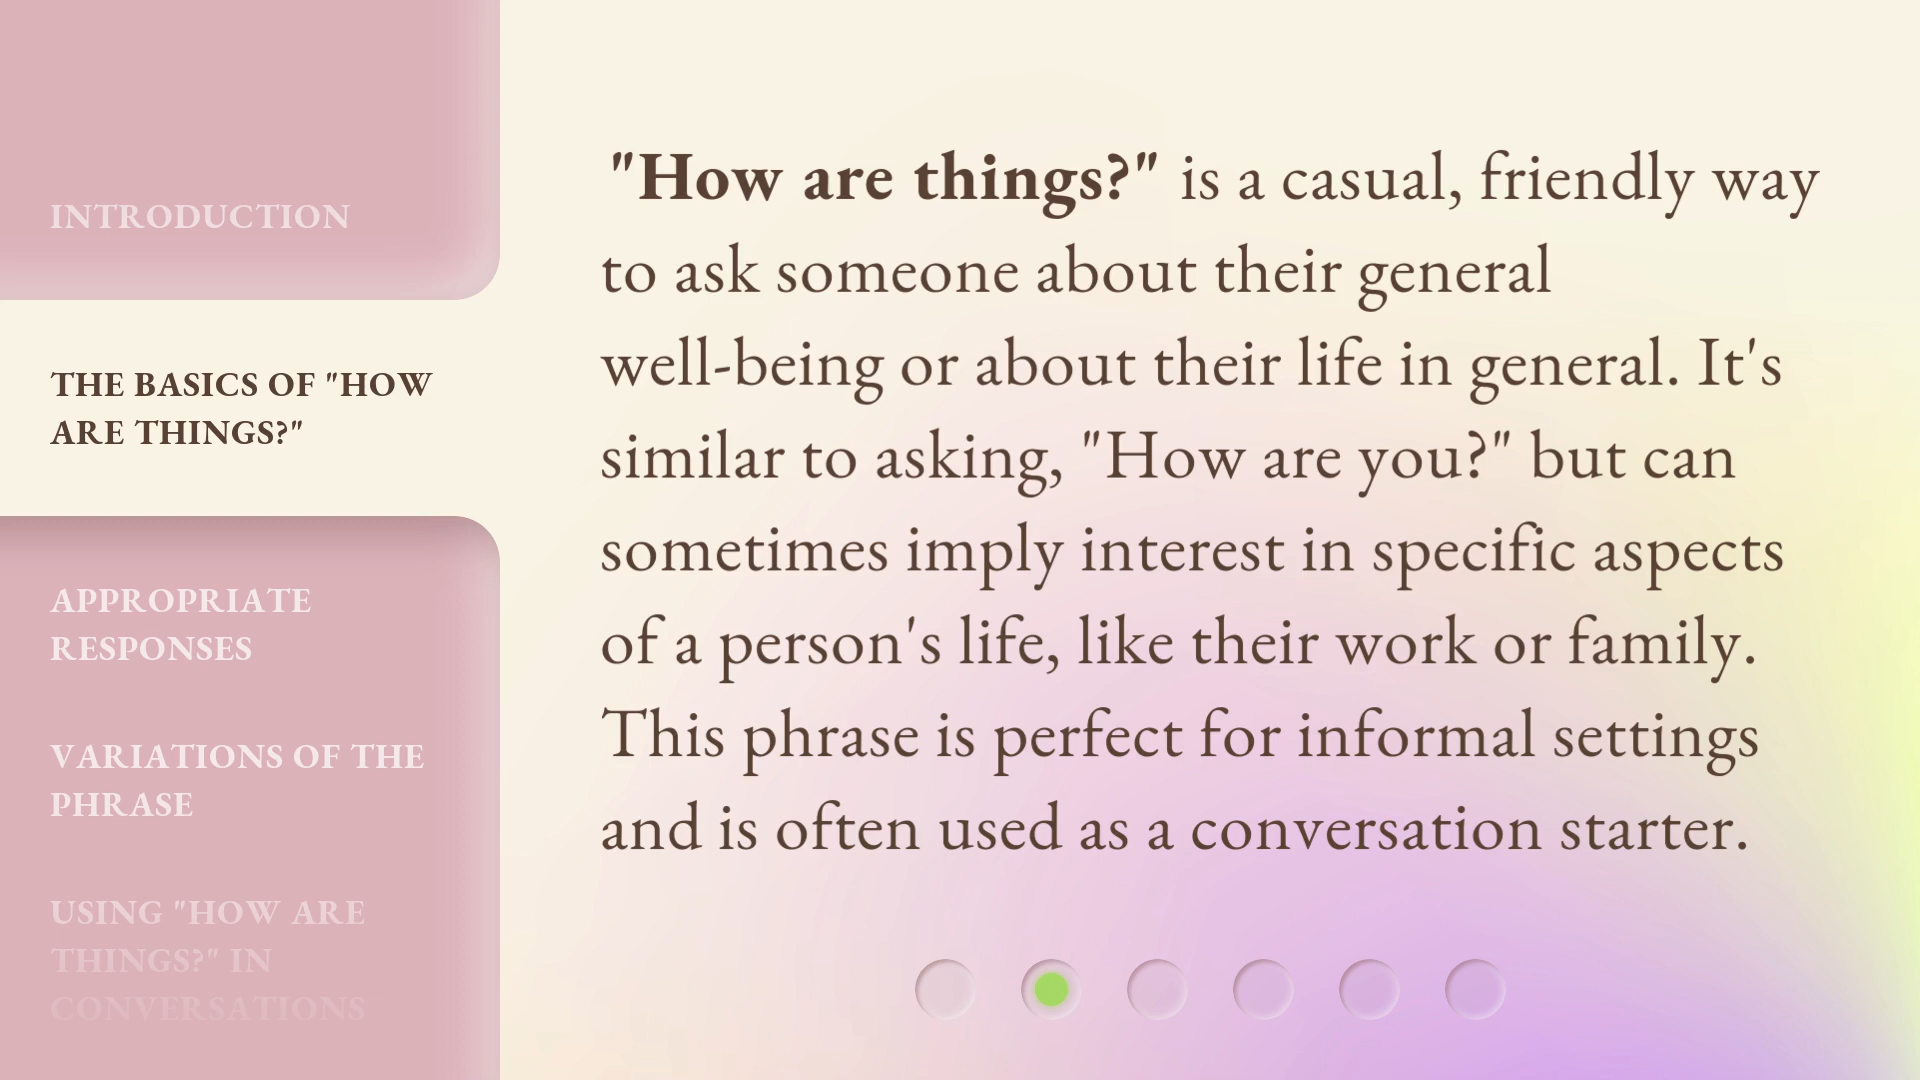 INTRODUCTION
THE BASICS OF "HOW
ARE THINGS?"
APPROPRIATE
RESPONSES
VARIATIONS OF THE
PHRASE
USING "HOW ARE
THINGS?" IN
CONVERSATIONS
"How are things?" is a casual, friendly way
to ask someone about their general
well-being or about their life in general. It's
similar to asking, "How are you?" but can
sometimes imply interest in specific aspects
of a person's life, like their work or family.
This phrase is perfect for informal settings
and is often used as a conversation starter.